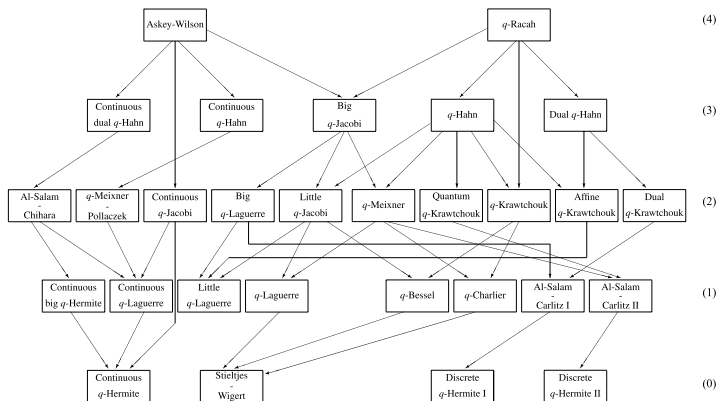 Askey-Wilson
q-Racah
(4)
Continuous
dual q-Hahn
Continuous
q-Hahn
Big
q-Jacobi
q-Hahn
Dual q-Hahn
(3)
Al-Salam
-
Chihara
q-Meixner
-
Pollaczek
Continuous
q-Jacobi
Big
q-Laguerre
Little
q-Jacobi
q-Meixner
Quantum
q-Krawtchouk
q-Krawtchouk
Affine
q-Krawtchouk
Dual
q-Krawtchouk
(2)
Continuous
big q-Hermite
Continuous
q-Laguerre
Little
q-Laguerre
q-Laguerre
q-Bessel
q-Charlier
Al-Salam
-
Carlitz I
Al-Salam
-
Carlitz II
(1)
Continuous
q-Hermite
Stieltjes
-
Wigert
Discrete
q-Hermite I
Discrete
q-Hermite II
(0)